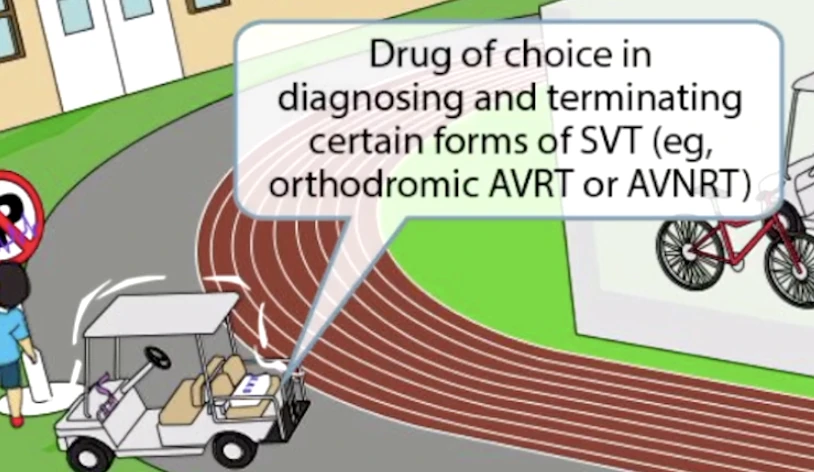 Drug of choice in
diagnosing and terminating
certain forms of SVT (eg,
orthodromic AVRT or AVNRT)